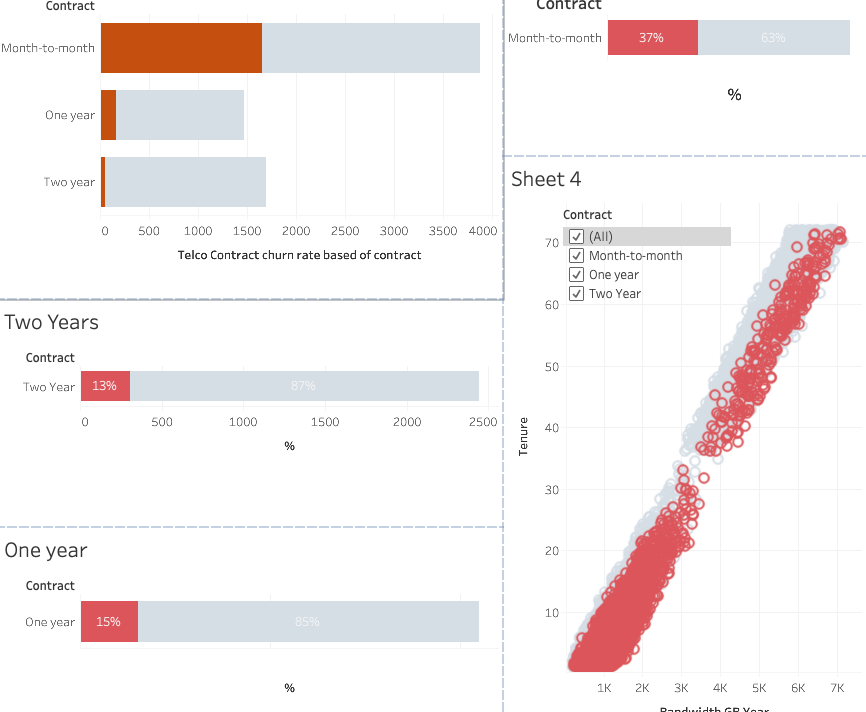 Contract
Month-to-month
One year
Two year
0 500 1000 1500 2000 2500 3000 3500 4000
Telco Contract churn rate based of contract
Contract
Month-to-month 37% 63%
%
Two Years
Contract
Two Year 13% 87%
0 500 1000 1500 2000 2500
%
One year
Contract
One year 15% 85%
%
Sheet 4
Contract
(All)
Month-to-month
One year
Two Year
70
60
50
40
30
20
10
Tenure
1K 2K 3K 4K 5K 6K 7K
Bandwidth GB Year